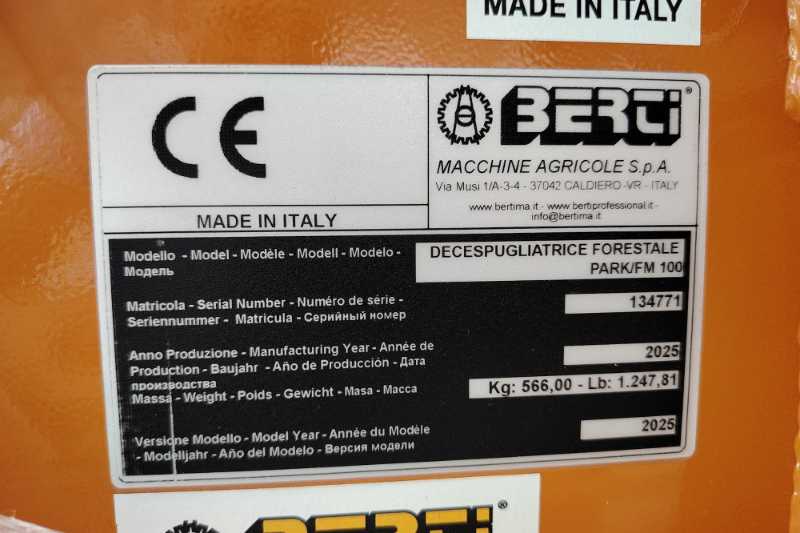 MADE IN ITALY
CE
BERTI®
MACCHINE AGRICOLE S.p.A.
Via Musi 1/A-3-4 - 37042 CALDIERO -VR - ITALY
www.bertima.it - www.bertiprofessional.it -
info@bertima.it
MADE IN ITALY
Modello - Model - Modèle - Modell - Modelo -
Модель
DECESPUGLIATRICE FORESTALE
PARK/FM 100
Matricola - Serial Number - Numéro de série -
Seriennummer - Matricula - Серийный номер
134771
Anno Produzione - Manufacturing Year - Année de
Production - Baujahr - Año de Producción - Дата
производства
2025
Massa - Weight - Poids - Gewicht - Masa - Масса
Kg: 566,00 - Lb: 1.247,81
Versione Modello - Model Year - Année du Modèle
- Modelljahr - Año del Modelo - Версия модели
2025
BERTI®